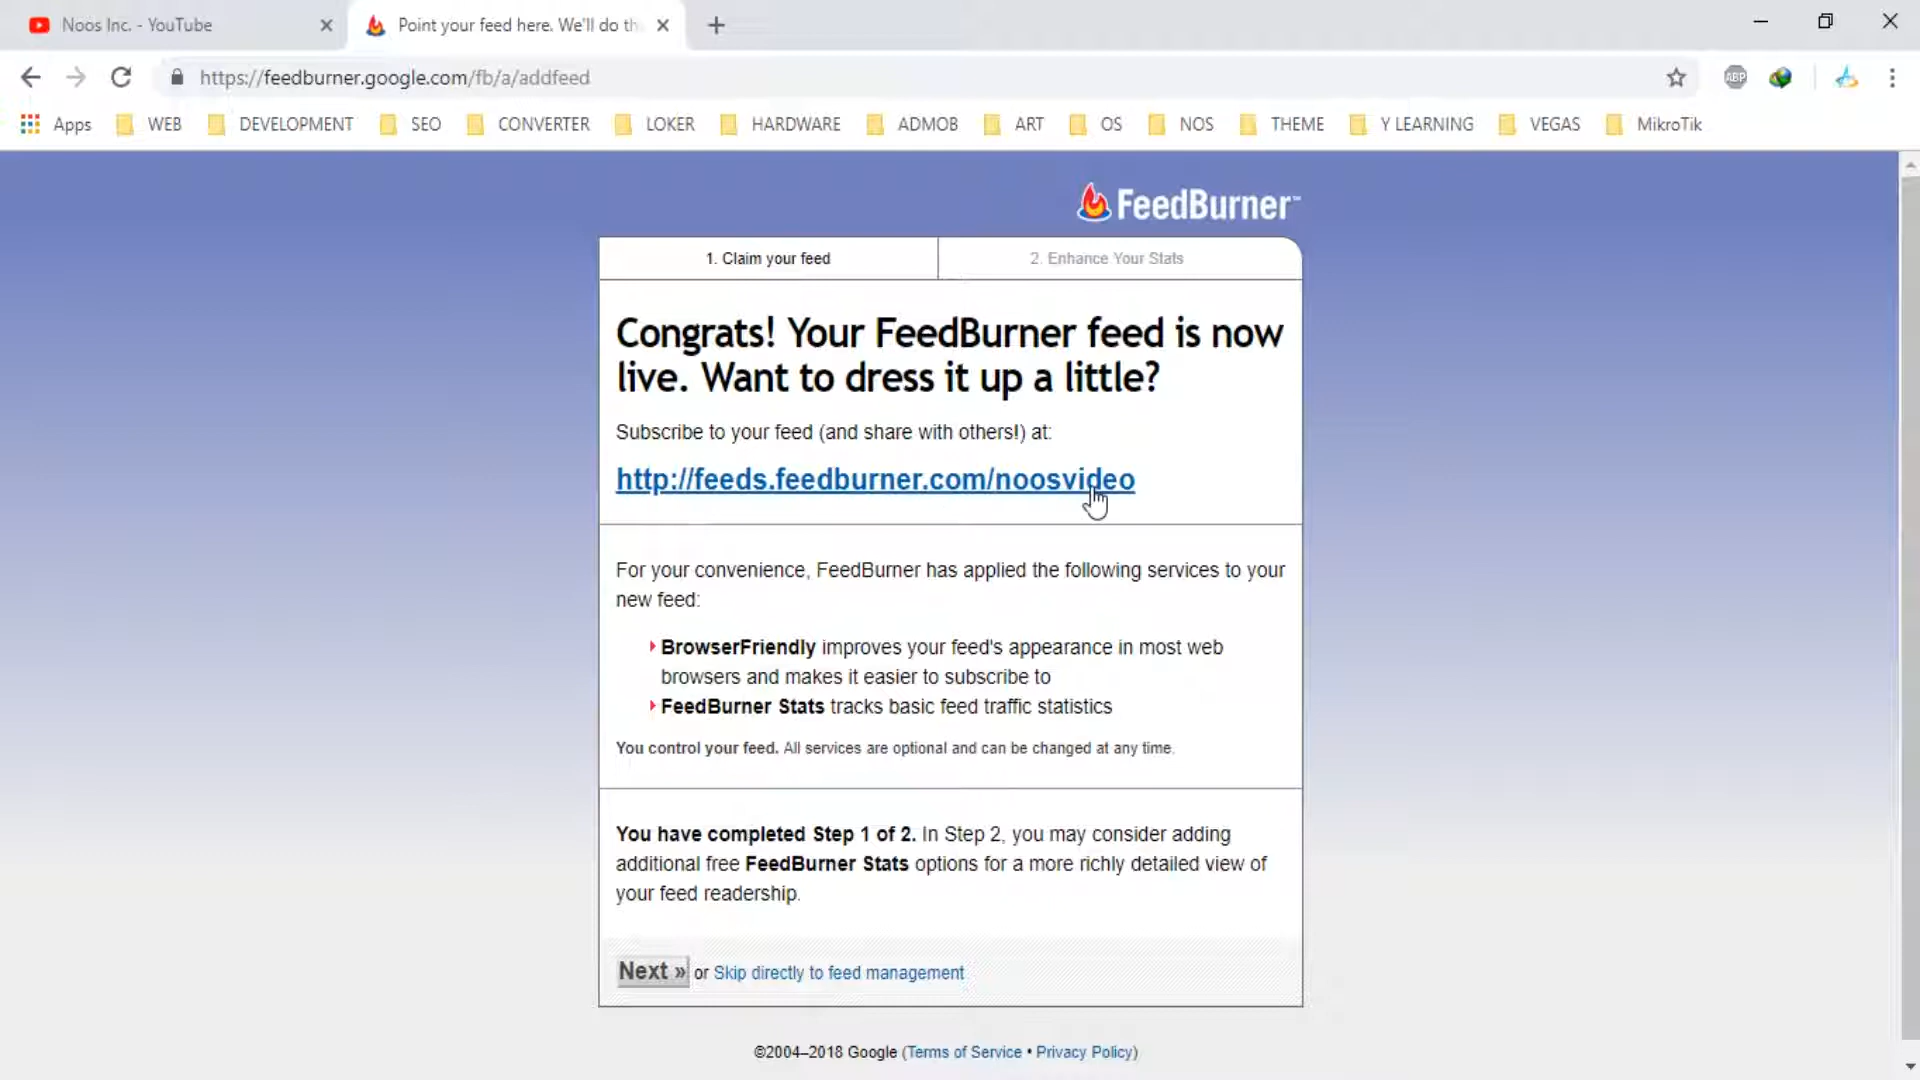 Noos Inc. - YouTube
Point your feed here. We'll do th
https://feedburner.google.com/fb/a/addfeed
ABP
Apps WEB DEVELOPMENT SEO CONVERTER LOKER HARDWARE ADMOB ART OS NOS THEME Y LEARNING VEGAS MikroTik
FeedBurner™
1. Claim your feed
2. Enhance Your Stats
Congrats! Your FeedBurner feed is now
live. Want to dress it up a little?
Subscribe to your feed (and share with others!) at:
http://feeds.feedburner.com/noosvideo
For your convenience, FeedBurner has applied the following services to your
new feed:
BrowserFriendly improves your feed's appearance in most web
browsers and makes it easier to subscribe to
FeedBurner Stats tracks basic feed traffic statistics
You control your feed. All services are optional and can be changed at any time.
You have completed Step 1 of 2. In Step 2, you may consider adding
additional free FeedBurner Stats options for a more richly detailed view of
your feed readership.
Next » or Skip directly to feed management
©2004–2018 Google (Terms of Service • Privacy Policy)